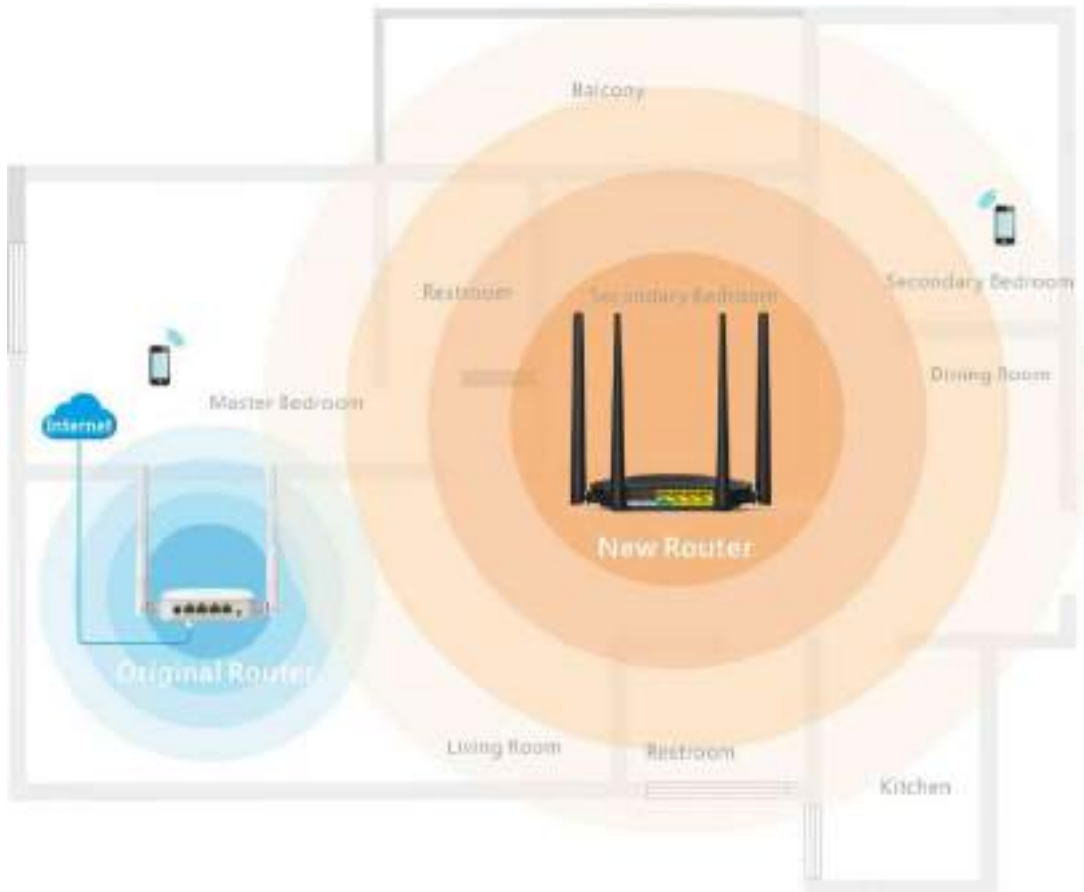 Balcony
Restroom
Secondary Bedroom
Secondary Bedroom
Dining Room
Master Bedroom
Internet
New Router
Original Router
Living Room
Restroom
Kitchen